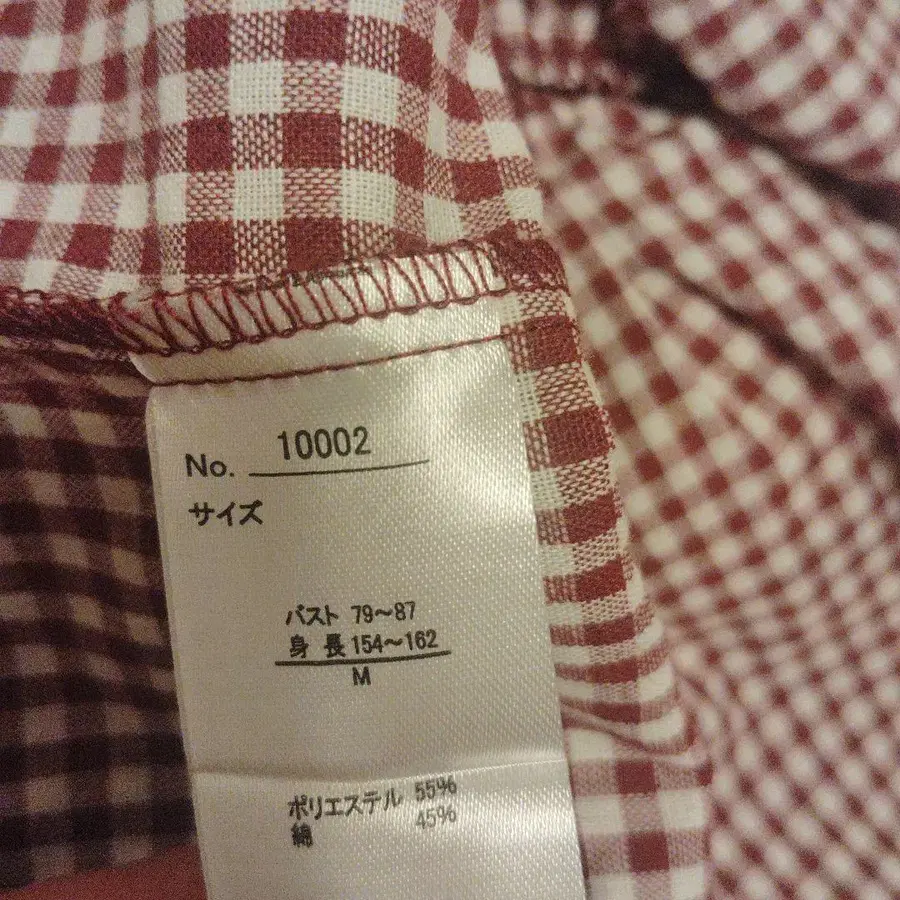 No. 10002
サイズ
バスト 79～87
身長 154～162
M
ポリエステル 55%
綿 45%